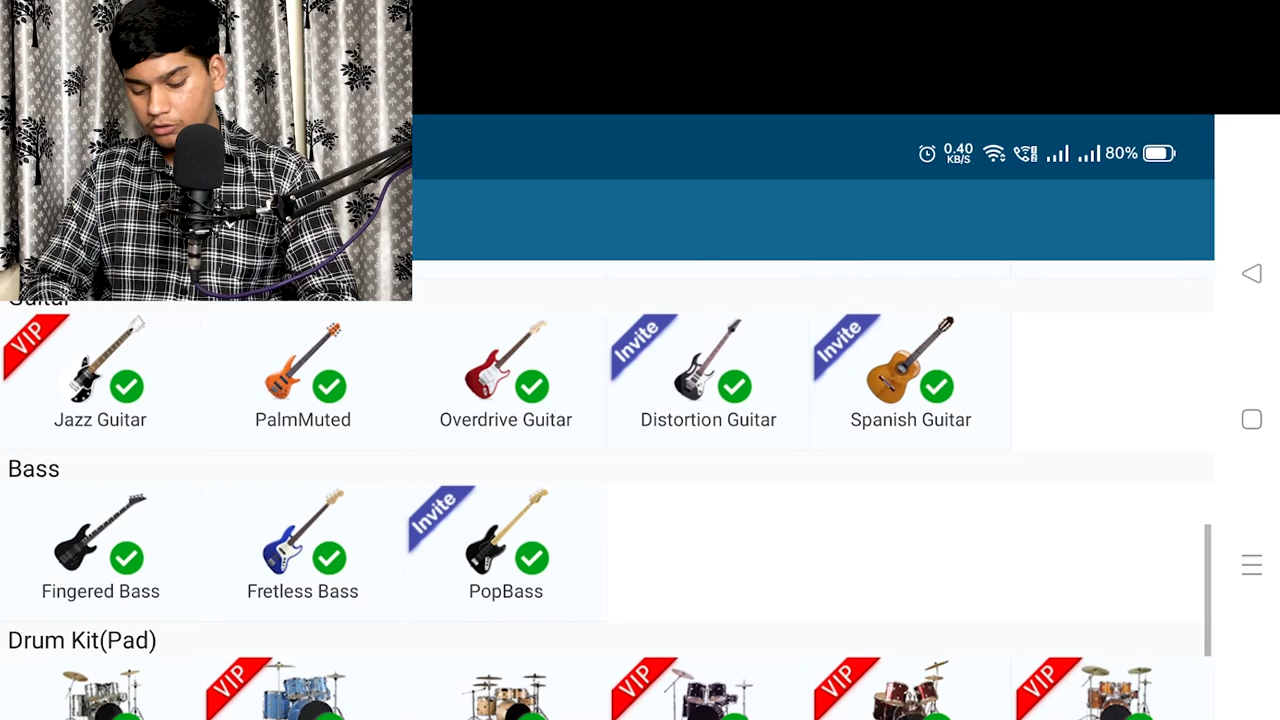 0.40
KB/S
80%
Guitar
VIP
Invite
Invite
Jazz Guitar
PalmMuted
Overdrive Guitar
Distortion Guitar
Spanish Guitar
Bass
Invite
Fingered Bass
Fretless Bass
PopBass
Drum Kit(Pad)
VIP
VIP
VIP
VIP